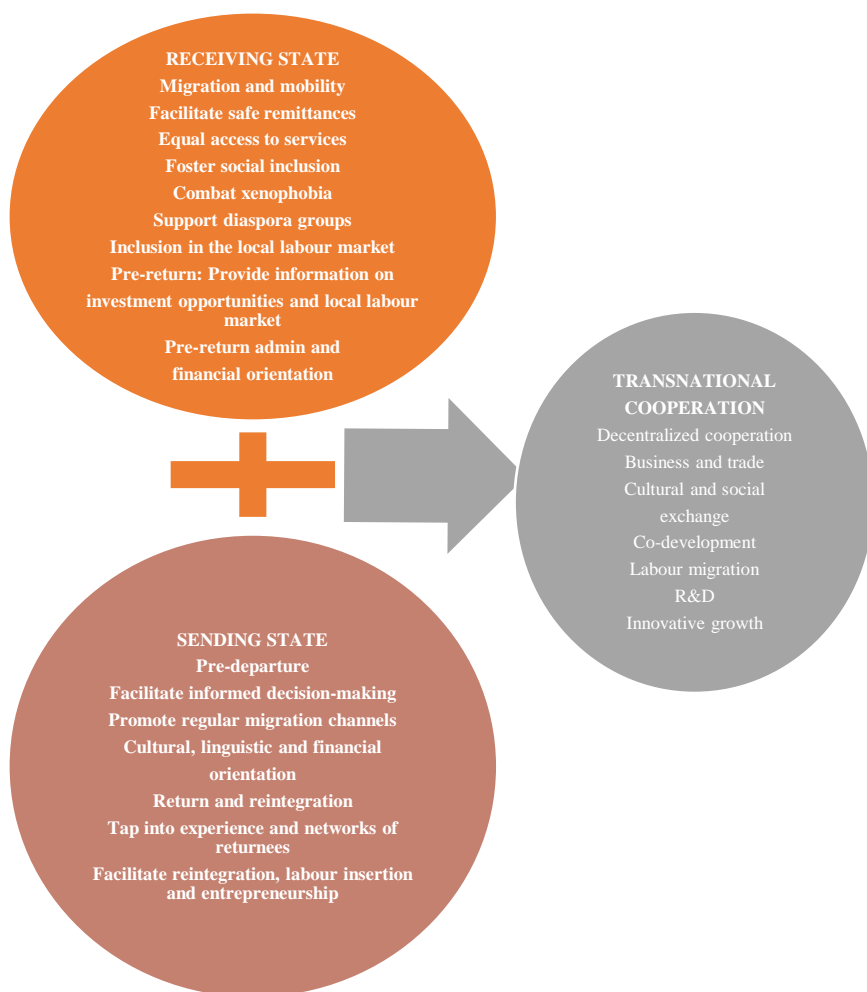 RECEIVING STATE
Migration and mobility
Facilitate safe remittances
Equal access to services
Foster social inclusion
Combat xenophobia
Support diaspora groups
Inclusion in the local labour market
Pre-return: Provide information on
investment opportunities and local labour
market
Pre-return admin and
financial orientation
TRANSNATIONAL
COOPERATION
Decentralized cooperation
Business and trade
Cultural and social
exchange
Co-development
Labour migration
R&D
Innovative growth
SENDING STATE
Pre-departure
Facilitate informed decision-making
Promote regular migration channels
Cultural, linguistic and financial
orientation
Return and reintegration
Tap into experience and networks of
returnees
Facilitate reintegration, labour insertion
and entrepreneurship